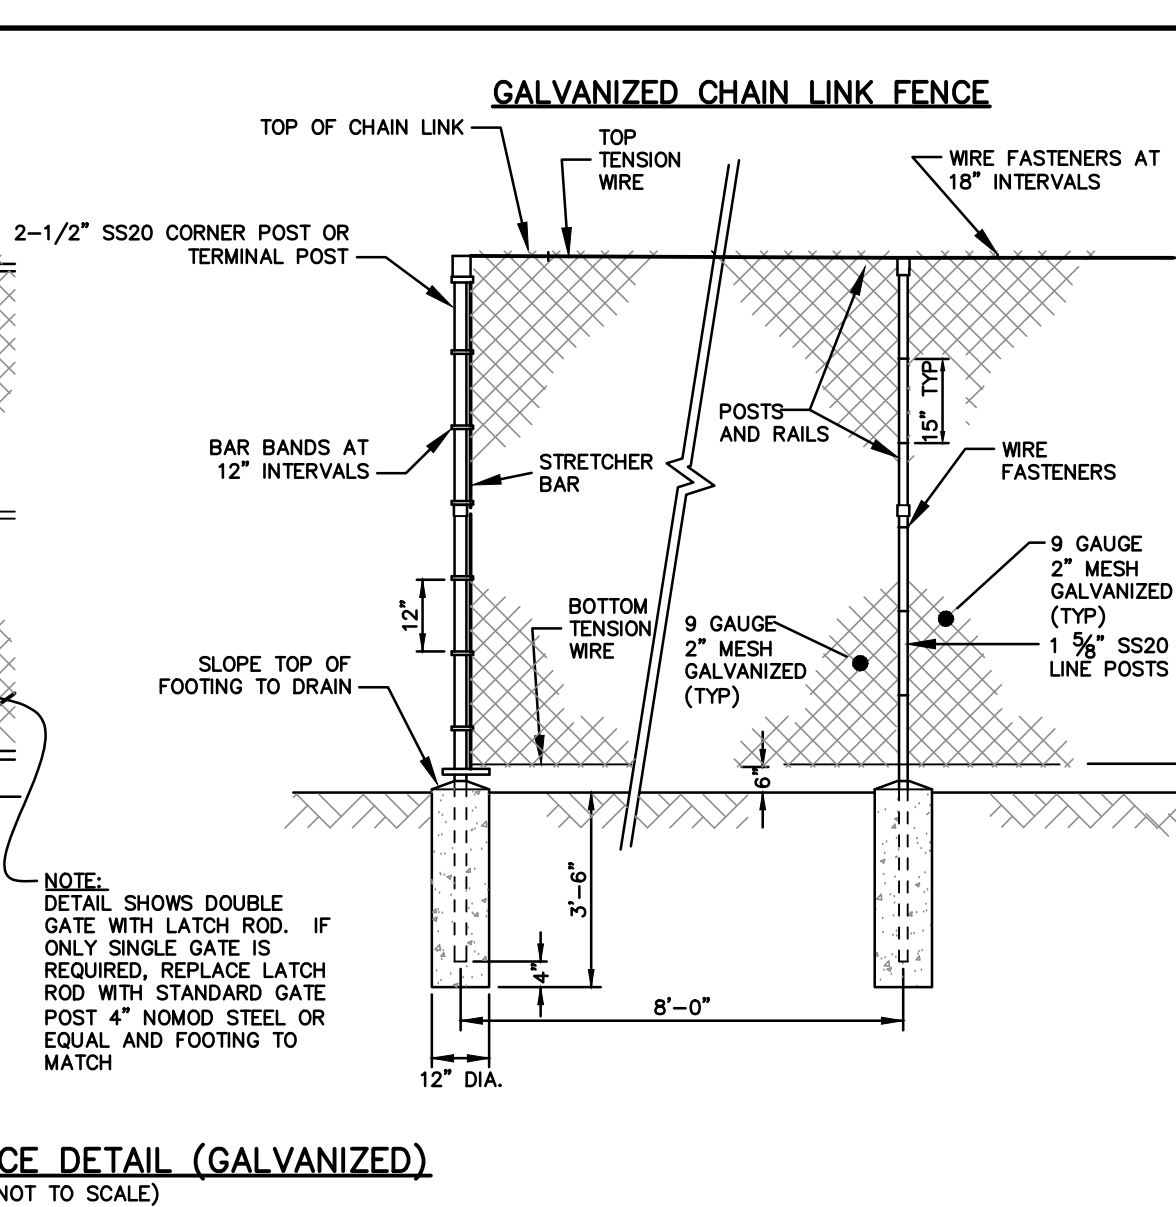 GALVANIZED CHAIN LINK FENCE
TOP OF CHAIN LINK
TOP
TENSION
WIRE
WIRE FASTENERS AT
18" INTERVALS
2-1/2" SS20 CORNER POST OR
TERMINAL POST
15" TYP
POSTS
AND RAILS
BAR BANDS AT
12" INTERVALS
STRETCHER
BAR
WIRE
FASTENERS
9 GAUGE
2" MESH
GALVANIZED
(TYP)
1 5/8" SS20
LINE POSTS
12"
BOTTOM
TENSION
WIRE
9 GAUGE
2" MESH
GALVANIZED
(TYP)
SLOPE TOP OF
FOOTING TO DRAIN
6"
3'-6"
4"
8'-0"
12" DIA.
NOTE:
DETAIL SHOWS DOUBLE
GATE WITH LATCH ROD. IF
ONLY SINGLE GATE IS
REQUIRED, REPLACE LATCH
ROD WITH STANDARD GATE
POST 4" NOMOD STEEL OR
EQUAL AND FOOTING TO
MATCH
CE DETAIL (GALVANIZED)
NOT TO SCALE)